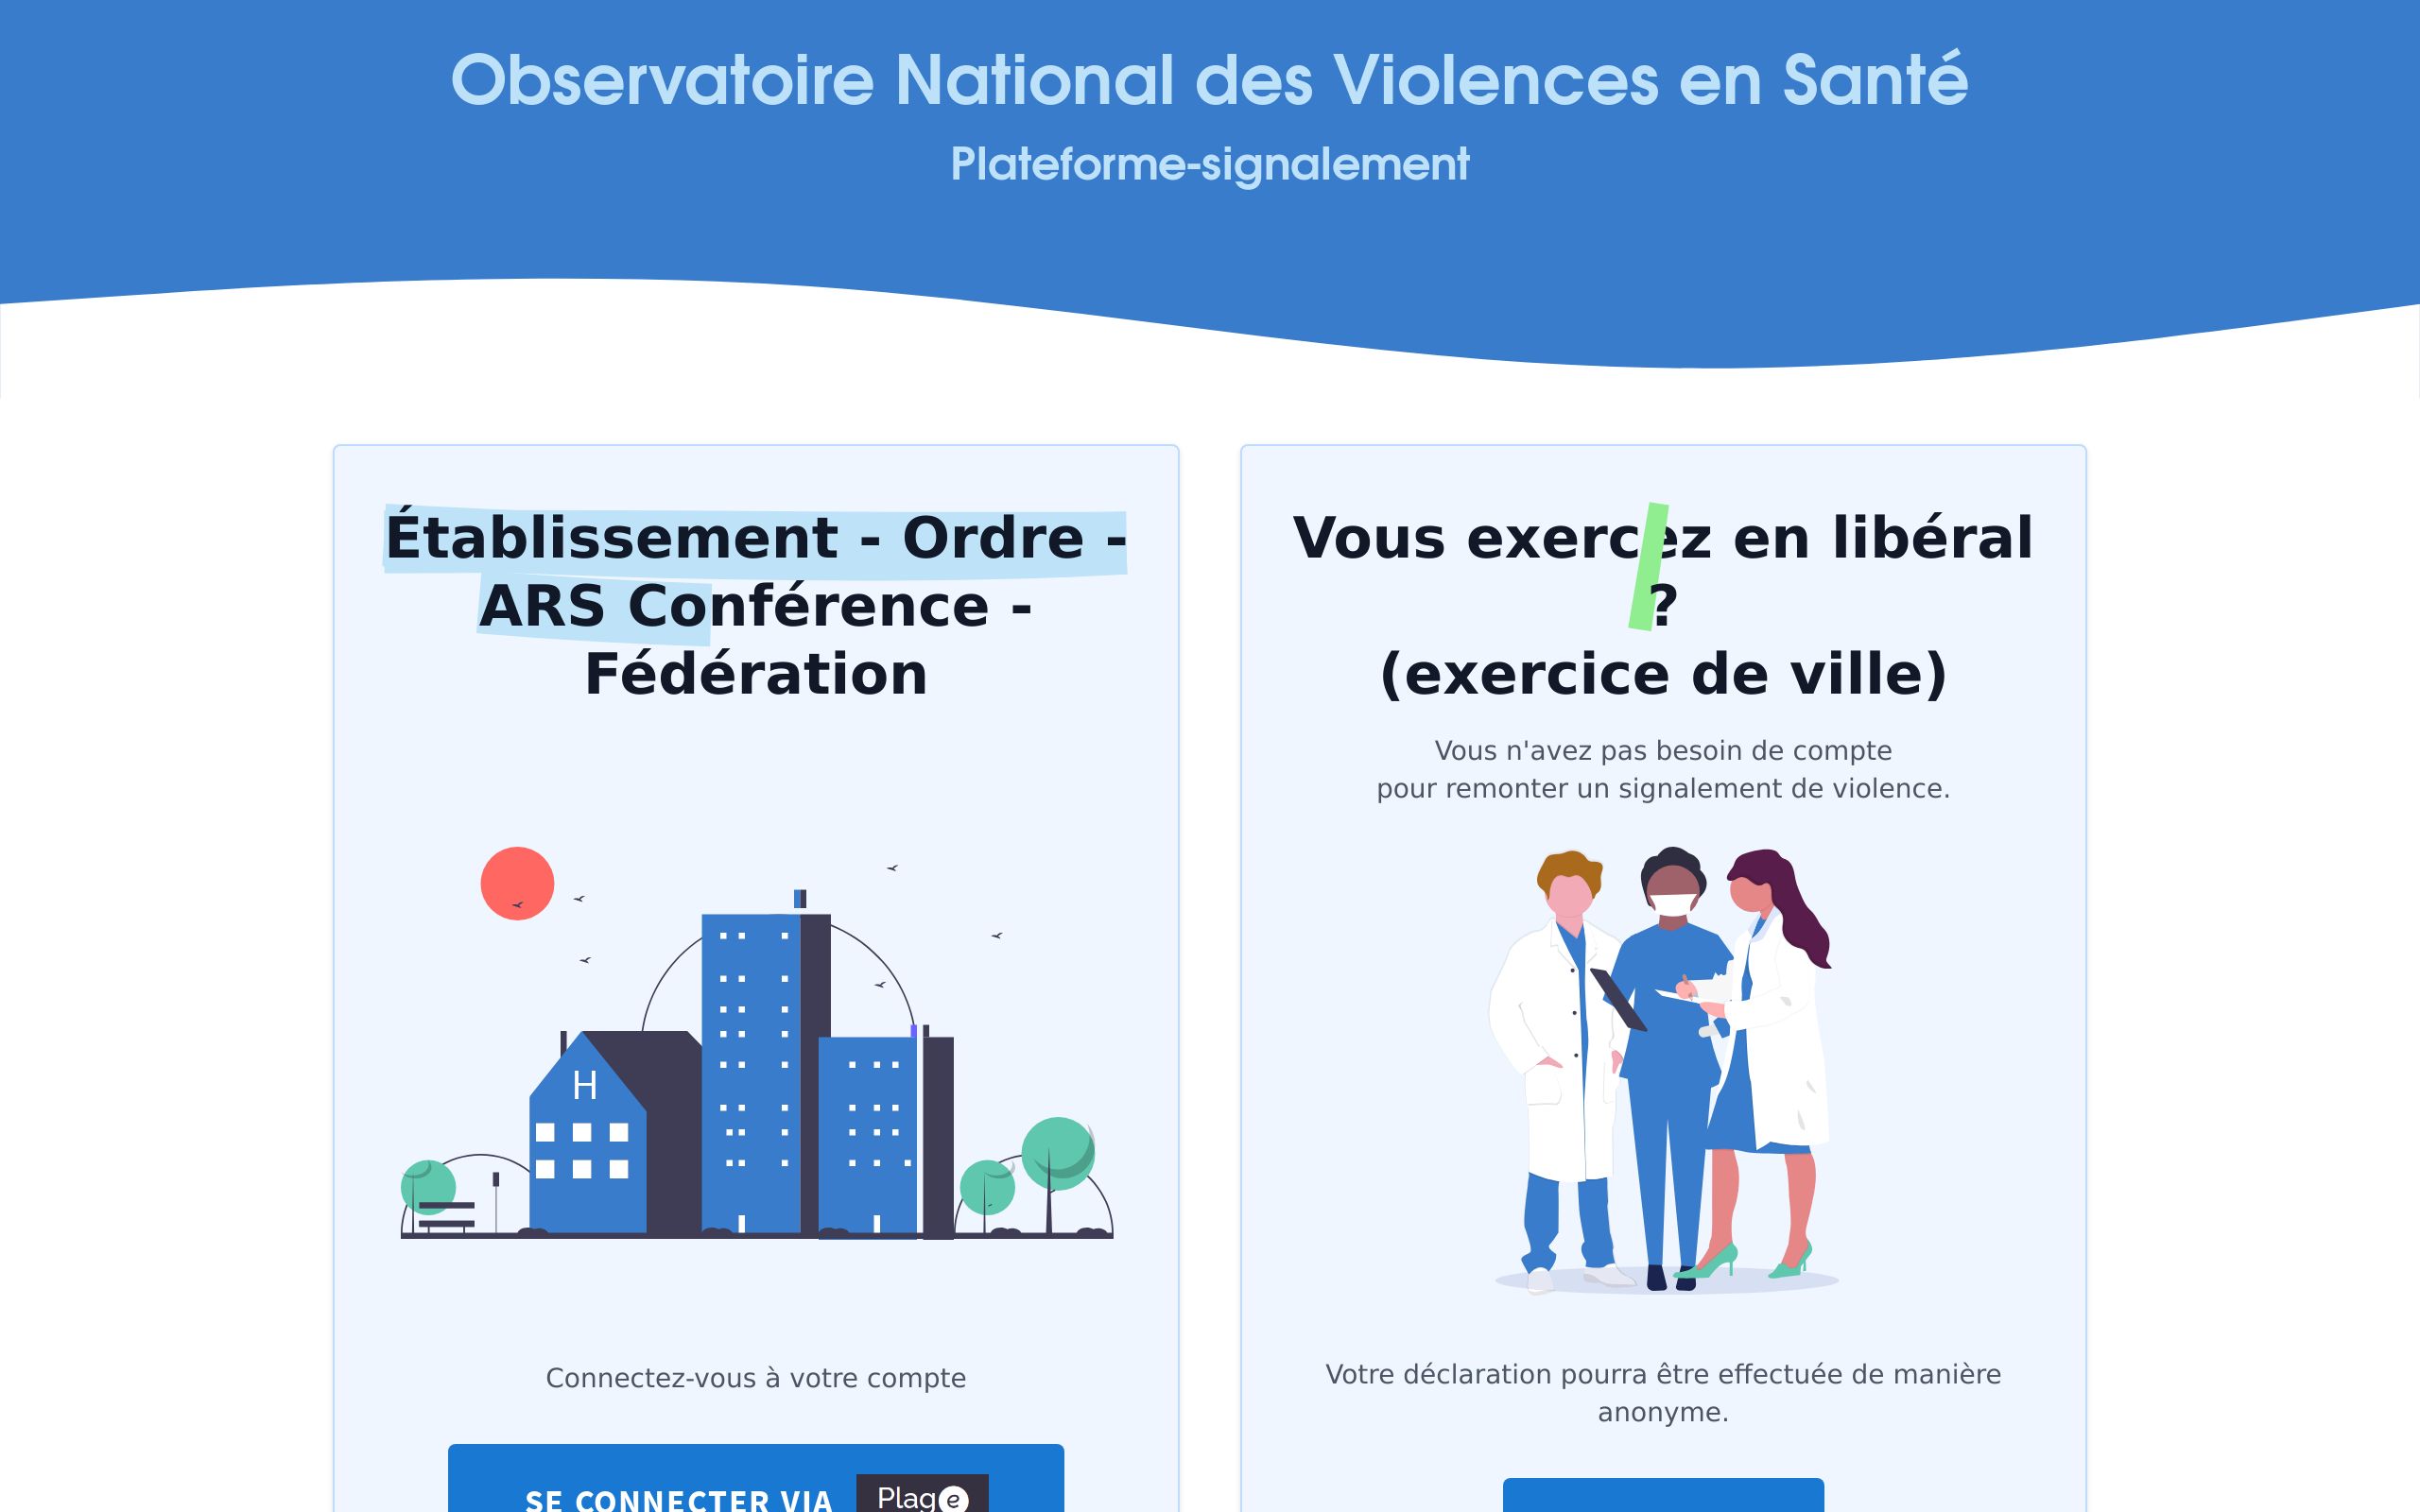 Observatoire National des Violences en Santé
Plateforme-signalement
Établissement - Ordre -
ARS Conférence -
Fédération
H
Connectez-vous à votre compte
SE CONNECTER VIA Plage
Vous exercez en libéral
?
(exercice de ville)
Vous n'avez pas besoin de compte
pour remonter un signalement de violence.
Votre déclaration pourra être effectuée de manière
anonyme.